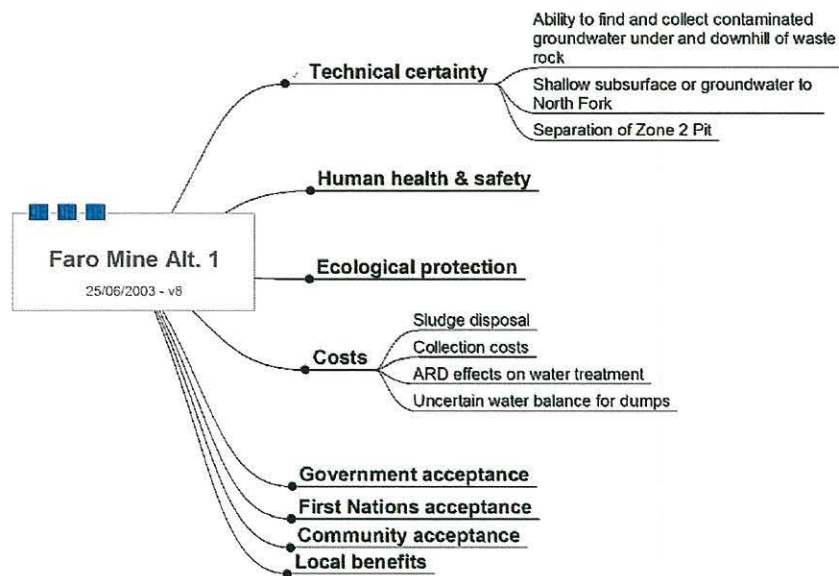 Faro Mine Alt. 1
25/06/2003 - v8
Technical certainty
Ability to find and collect contaminated
groundwater under and downhill of waste
rock
Shallow subsurface or groundwater to
North Fork
Separation of Zone 2 Pit
Human health & safety
Ecological protection
Costs
Sludge disposal
Collection costs
ARD effects on water treatment
Uncertain water balance for dumps
Government acceptance
First Nations acceptance
Community acceptance
Local benefits